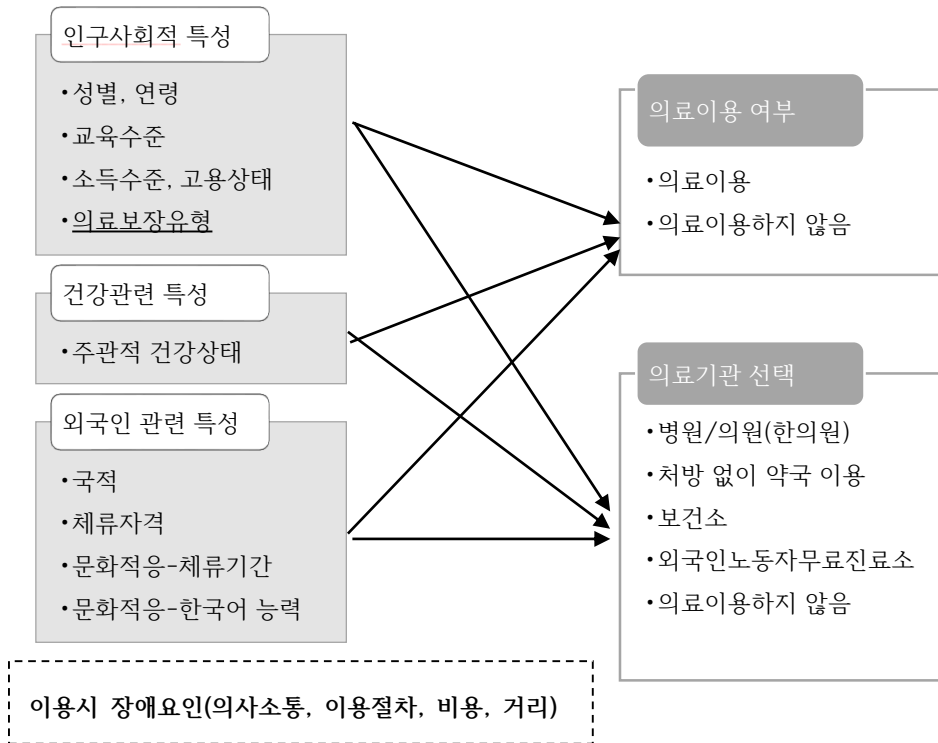 인구사회적 특성
•성별, 연령
•교육수준
•소득수준, 고용상태
•의료보장유형
건강관련 특성
•주관적 건강상태
외국인 관련 특성
•국적
•체류자격
•문화적응-체류기간
•문화적응-한국어 능력
이용시 장애요인(의사소통, 이용절차, 비용, 거리)
의료이용 여부
•의료이용
•의료이용하지 않음
의료기관 선택
•병원/의원(한의원)
•처방 없이 약국 이용
•보건소
•외국인노동자무료진료소
•의료이용하지 않음